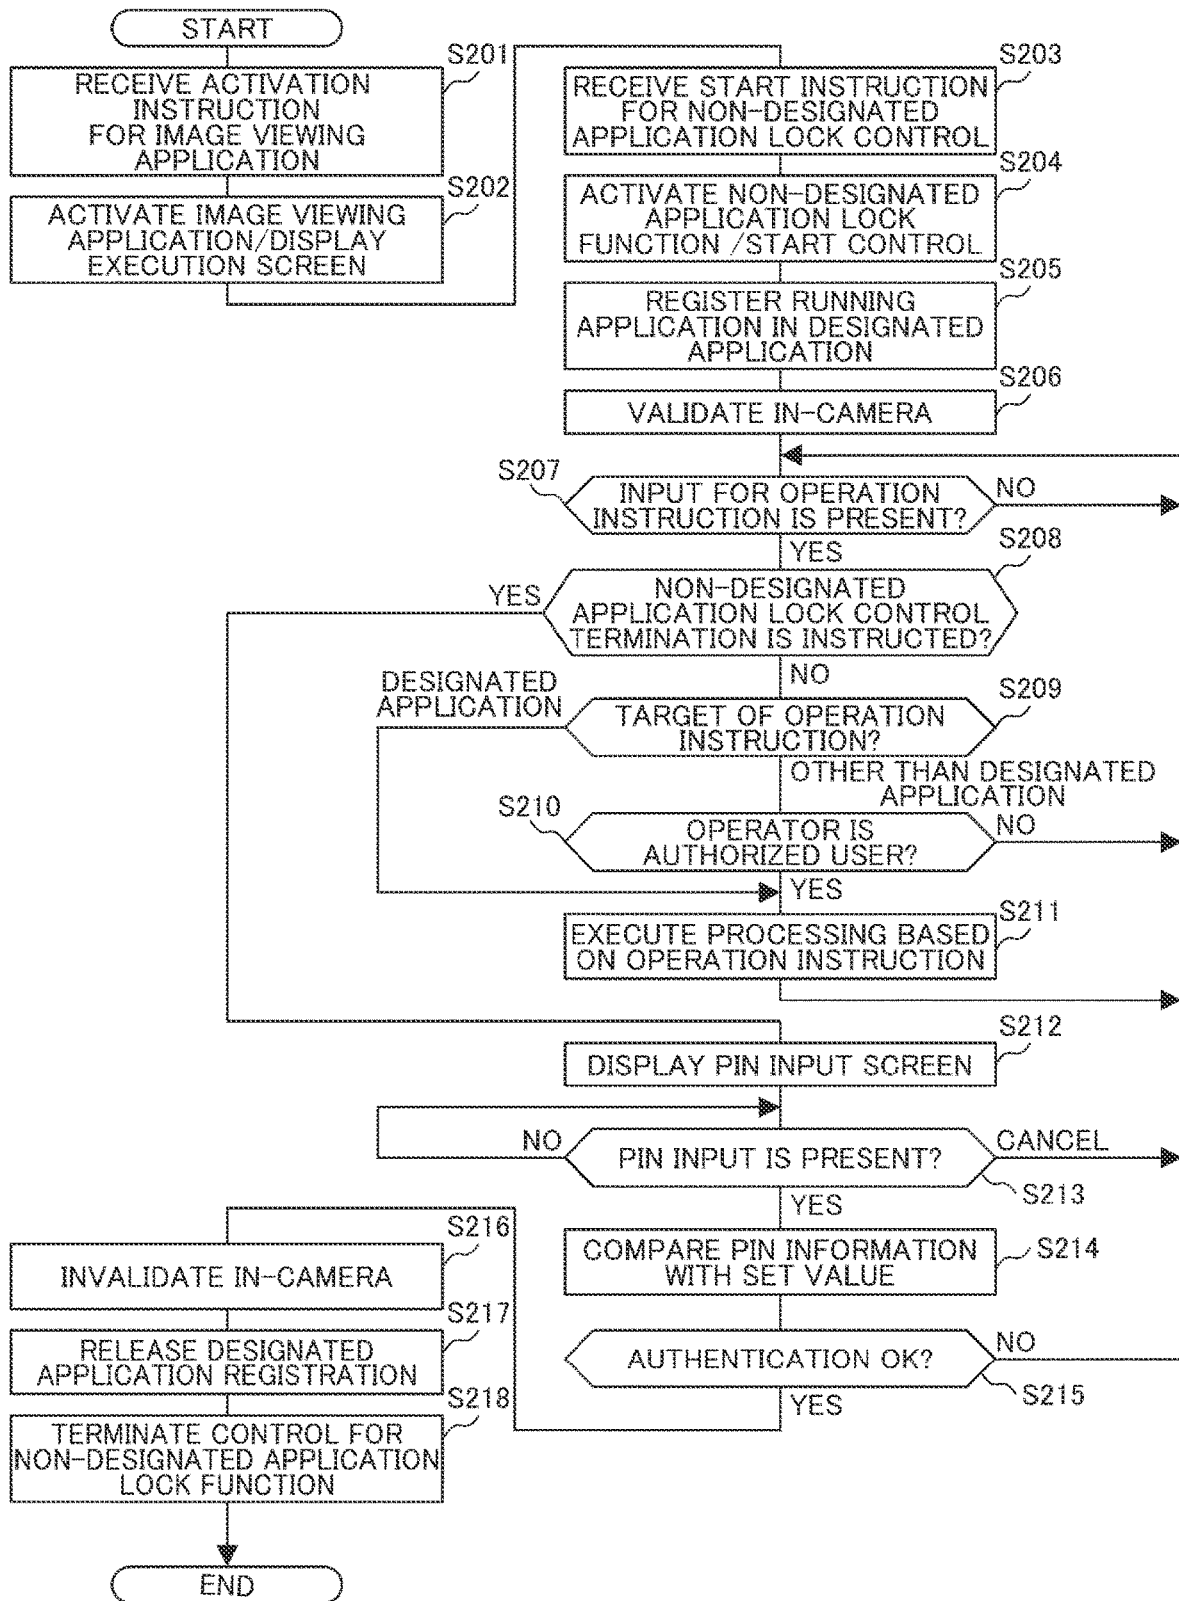 START
S201
RECEIVE ACTIVATION
INSTRUCTION
FOR IMAGE VIEWING
APPLICATION
S202
ACTIVATE IMAGE VIEWING
APPLICATION/DISPLAY
EXECUTION SCREEN
S203
RECEIVE START INSTRUCTION
FOR NON-DESIGNATED
APPLICATION LOCK CONTROL
S204
ACTIVATE NON-DESIGNATED
APPLICATION LOCK
FUNCTION /START CONTROL
S205
REGISTER RUNNING
APPLICATION IN DESIGNATED
APPLICATION
S206
VALIDATE IN-CAMERA
S207
INPUT FOR OPERATION
INSTRUCTION IS PRESENT?
NO
YES
S208
YES
NON-DESIGNATED
APPLICATION LOCK CONTROL
TERMINATION IS INSTRUCTED?
NO
DESIGNATED
APPLICATION
S209
TARGET OF OPERATION
INSTRUCTION?
OTHER THAN DESIGNATED
APPLICATION
S210
OPERATOR IS
AUTHORIZED USER?
NO
YES
S211
EXECUTE PROCESSING BASED
ON OPERATION INSTRUCTION
S212
DISPLAY PIN INPUT SCREEN
NO
PIN INPUT IS PRESENT?
CANCEL
S213
YES
S214
COMPARE PIN INFORMATION
WITH SET VALUE
AUTHENTICATION OK?
NO
S215
YES
S216
INVALIDATE IN-CAMERA
S217
RELEASE DESIGNATED
APPLICATION REGISTRATION
S218
TERMINATE CONTROL FOR
NON-DESIGNATED APPLICATION
LOCK FUNCTION
END